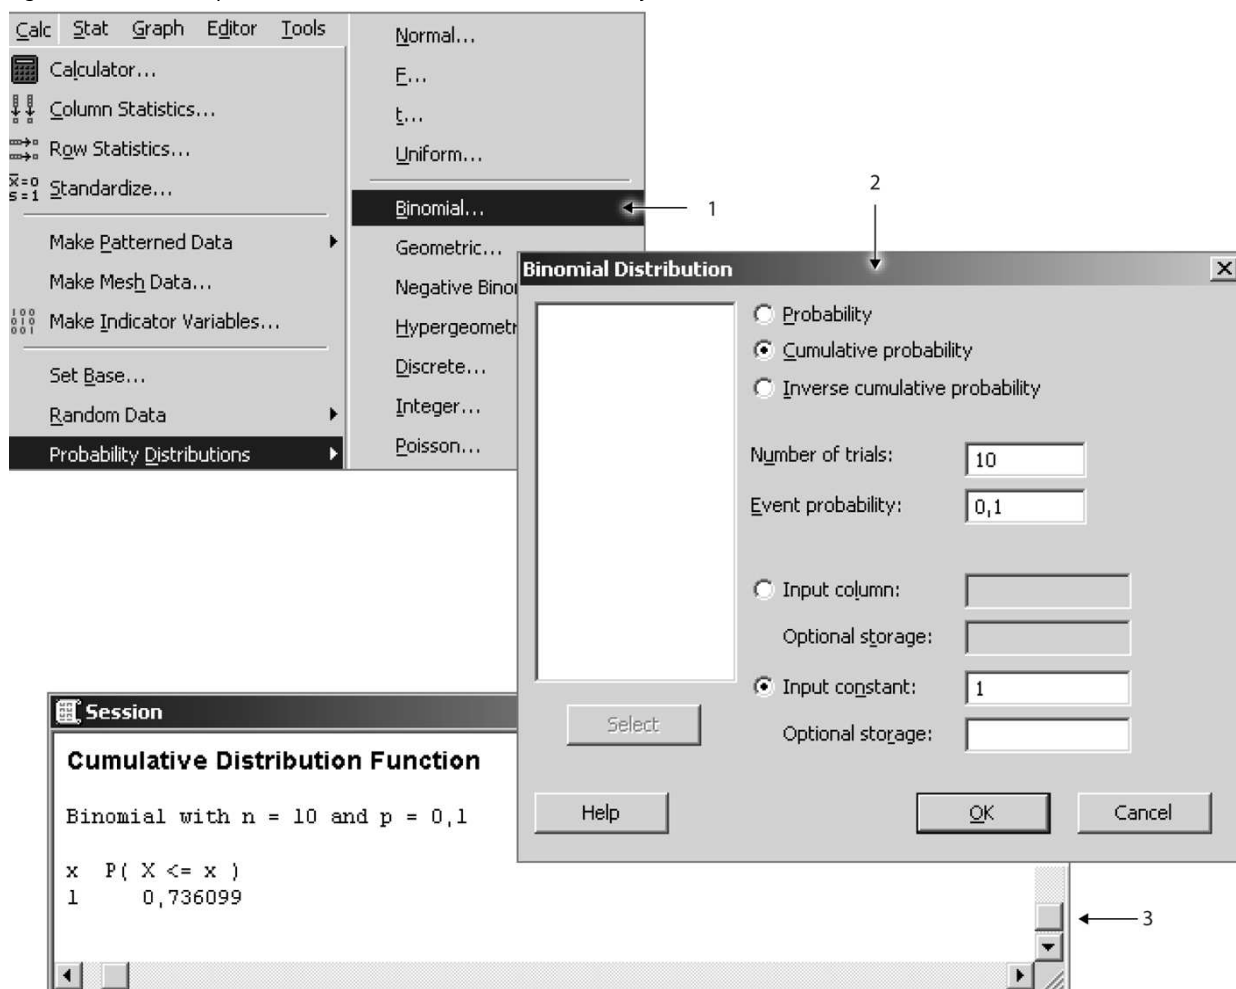 Calc Stat Graph Editor Tools
Calculator...
Column Statistics...
Row Statistics...
x̄=0
s=1
Standardize...
Make Patterned Data
Make Mesh Data...
Make Indicator Variables...
Set Base...
Random Data
Probability Distributions
Normal...
F...
t...
Uniform...
Binomial...
1
Geometric...
Negative Bino
Hypergeomet
Discrete...
Integer...
Poisson...
2
Binomial Distribution
Probability
Cumulative probability
Inverse cumulative probability
Number of trials: 10
Event probability: 0,1
Input column:
Optional storage:
Input constant: 1
Optional storage:
Select
Help
OK
Cancel
Session
Cumulative Distribution Function
Binomial with n = 10 and p = 0,1
x P( X <= x )
1 0,736099
3